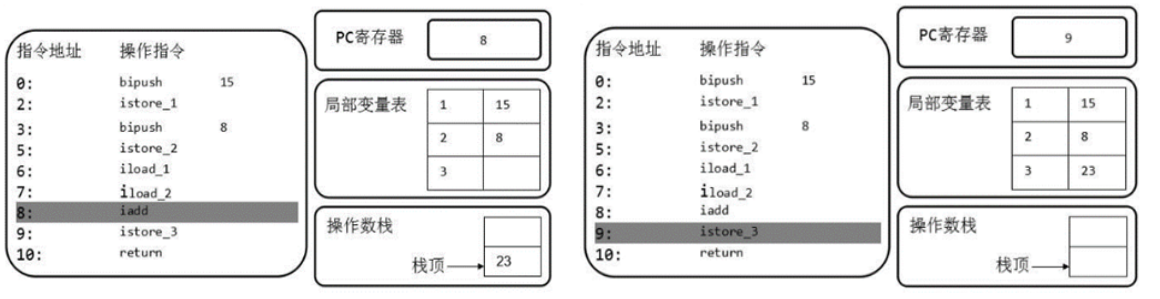 指令地址 操作指令
0: bipush 15
2: istore_1
3: bipush 8
5: istore_2
6: iload_1
7: iload_2
8: iadd
9: istore_3
10: return
PC寄存器 8
局部变量表 1 15
2 8
3
操作数栈
栈顶 23
指令地址 操作指令
0: bipush 15
2: istore_1
3: bipush 8
5: istore_2
6: iload_1
7: iload_2
8: iadd
9: istore_3
10: return
PC寄存器 9
局部变量表 1 15
2 8
3 23
操作数栈
栈顶